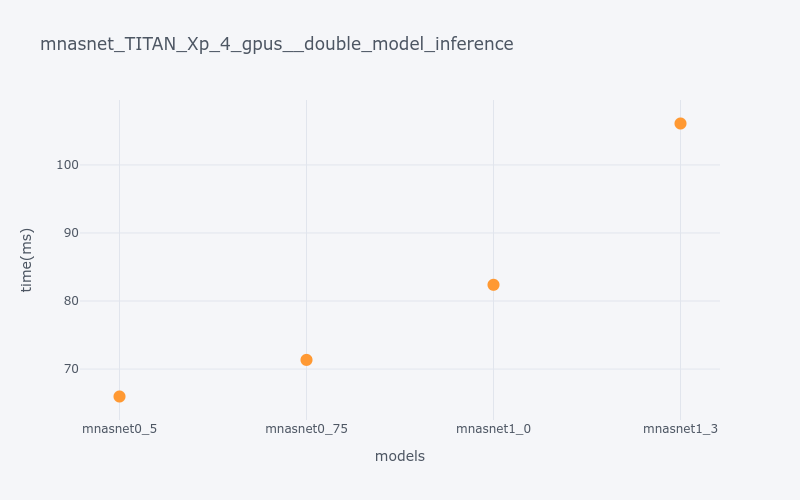 mnasnet_TITAN_Xp_4_gpus__double_model_inference
time(ms)
100
90
80
70
mnasnet0_5
mnasnet0_75
mnasnet1_0
mnasnet1_3
models